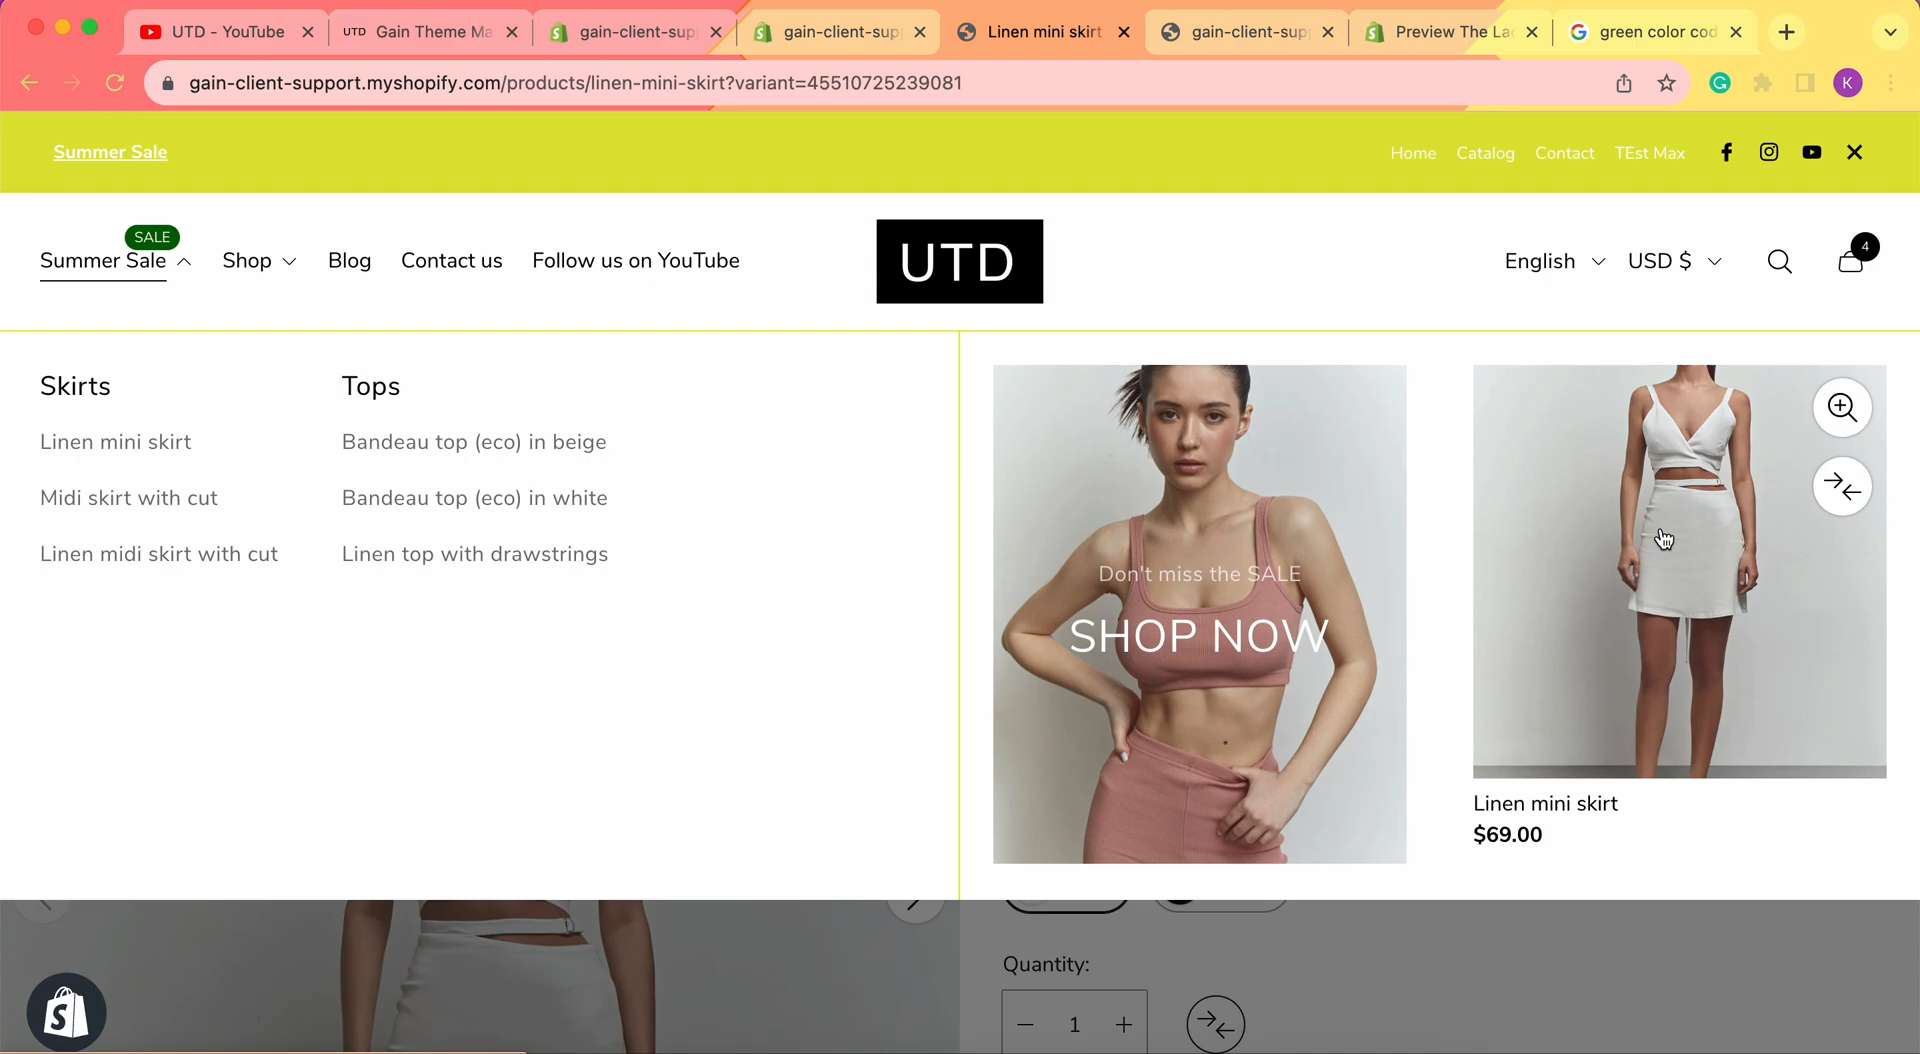 UTD - YouTube
UTD Gain Theme Ma
gain-client-sup
gain-client-sup
Linen mini skirt
gain-client-sup
Preview The La
green color cod
gain-client-support.myshopify.com/products/linen-mini-skirt?variant=45510725239081
K
Summer Sale
Home Catalog Contact TEst Max
SALE
Summer Sale Shop Blog Contact us Follow us on YouTube
UTD
English USD $
4
Skirts
Linen mini skirt
Midi skirt with cut
Linen midi skirt with cut
Tops
Bandeau top (eco) in beige
Bandeau top (eco) in white
Linen top with drawstrings
Don't miss the SALE
SHOP NOW
Linen mini skirt
$69.00
Quantity:
− 1 +